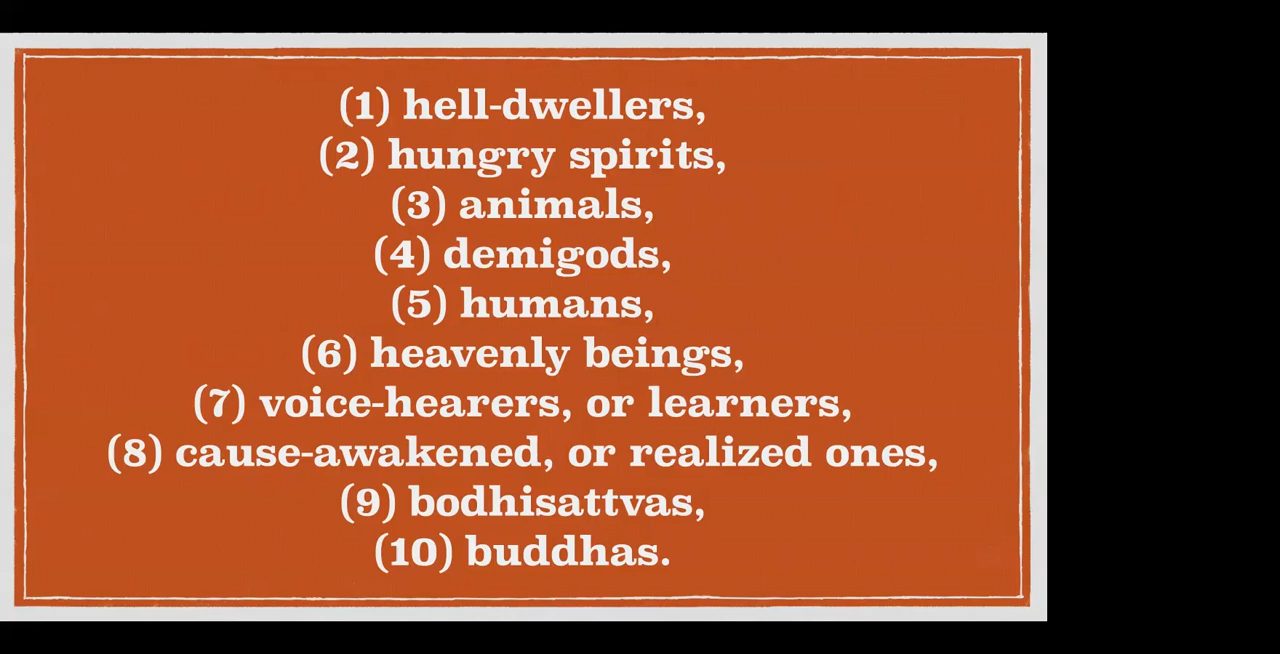 (1) hell-dwellers,
(2) hungry spirits,
(3) animals,
(4) demigods,
(5) humans,
(6) heavenly beings,
(7) voice-hearers, or learners,
(8) cause-awakened, or realized ones,
(9) bodhisattvas,
(10) buddhas.